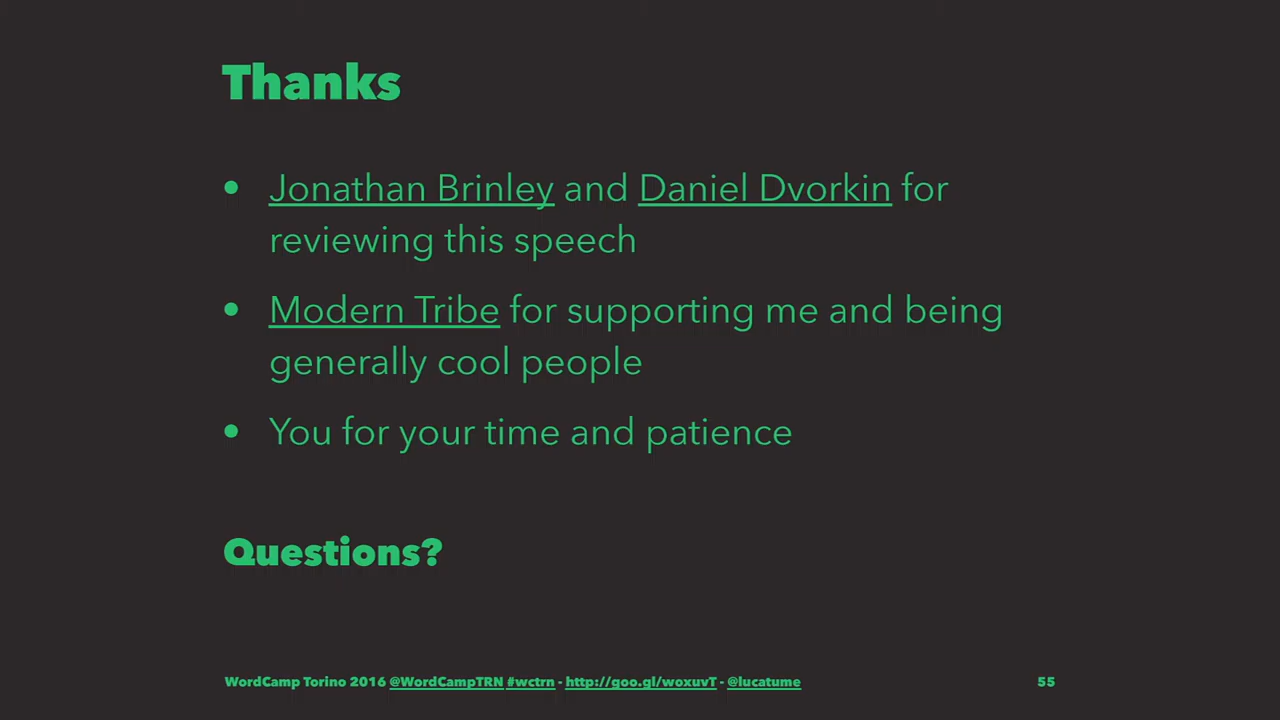 Thanks
• Jonathan Brinley and Daniel Dvorkin for
reviewing this speech
• Modern Tribe for supporting me and being
generally cool people
• You for your time and patience
Questions?
WordCamp Torino 2016 @WordCampTRN #wctrn - http://goo.gl/woxuvT - @lucatume 55